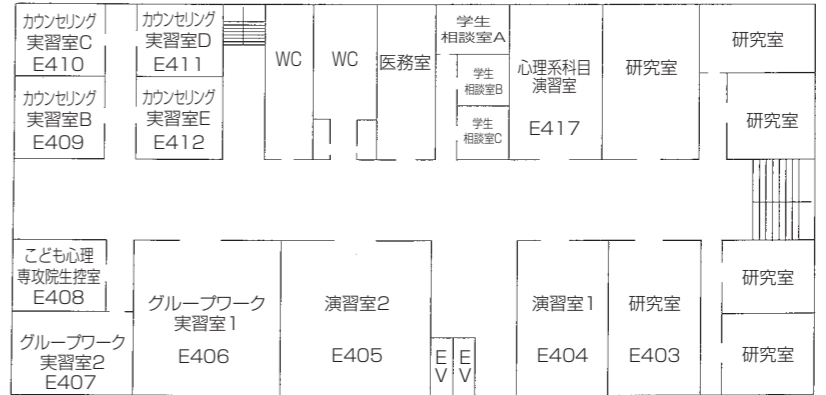 カウンセリング
実習室C
E410
カウンセリング
実習室D
E411
WC
WC
医務室
学生
相談室A
学生
相談室B
学生
相談室C
心理系科目
演習室
E417
研究室
研究室
研究室
カウンセリング
実習室B
E409
カウンセリング
実習室E
E412
こども心理
専攻院生控室
E408
グループワーク
実習室2
E407
グループワーク
実習室1
E406
演習室2
E405
EV
EV
演習室1
E404
研究室
E403
研究室
研究室